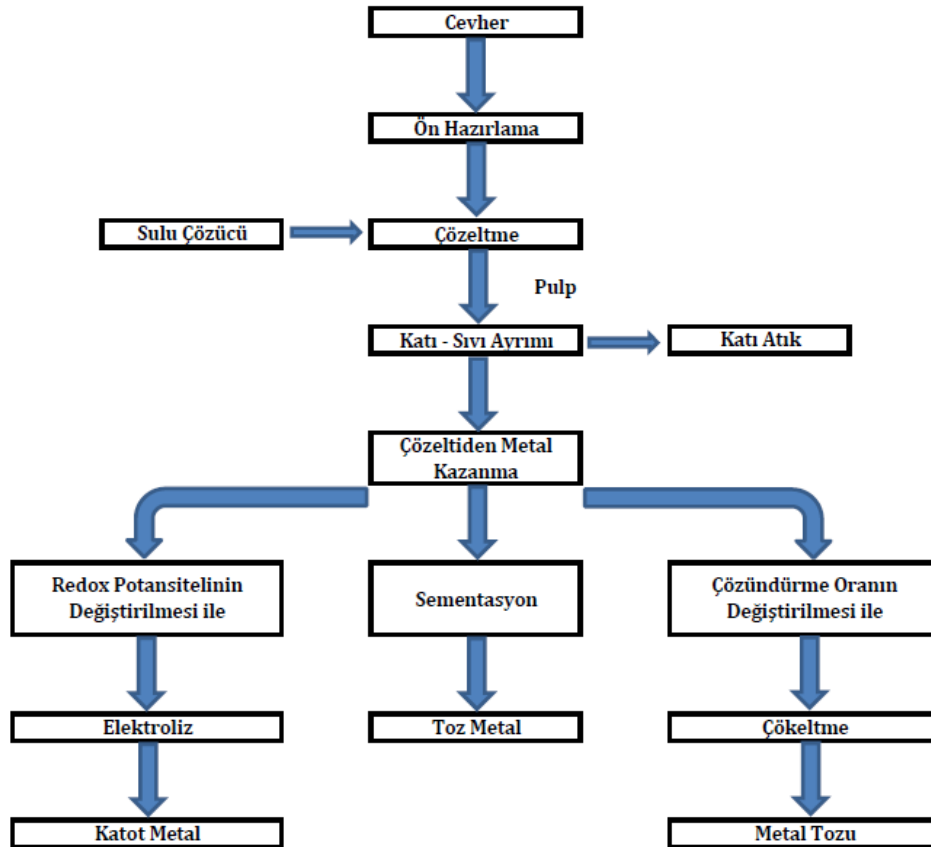 Cevher
Ön Hazırlama
Sulu Çözücü
Çözeltme
Pulp
Katı - Sıvı Ayrımı
Katı Atık
Çözeltiden Metal
Kazanma
Redox Potansitelinin
Değiştirilmesi ile
Sementasyon
Çözündürme Oranın
Değiştirilmesi ile
Elektroliz
Toz Metal
Çökeltme
Katot Metal
Metal Tozu